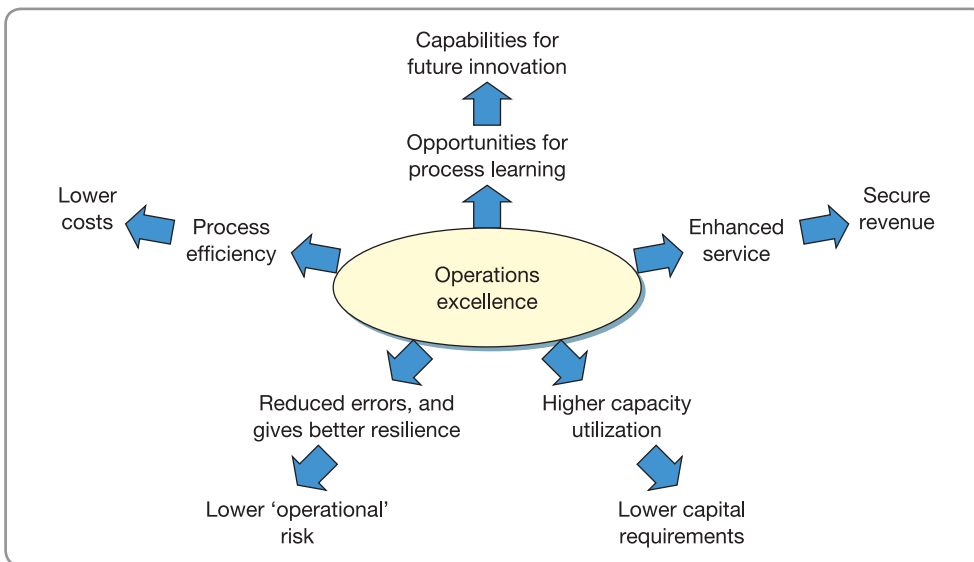 Capabilities for
future innovation
Opportunities for
process learning
Lower
costs
Process
efficiency
Operations
excellence
Enhanced
service
Secure
revenue
Reduced errors, and
gives better resilience
Higher capacity
utilization
Lower ‘operational’
risk
Lower capital
requirements